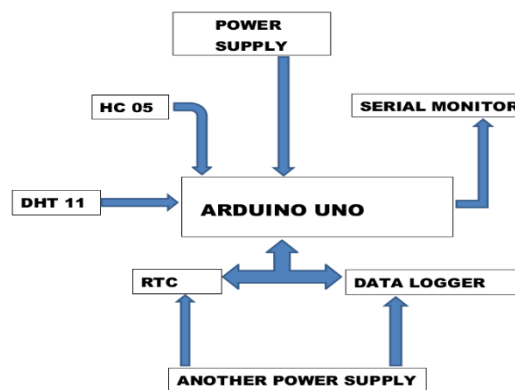 POWER
SUPPLY
HC 05
SERIAL MONITOR
DHT 11
ARDUINO UNO
RTC
DATA LOGGER
ANOTHER POWER SUPPLY